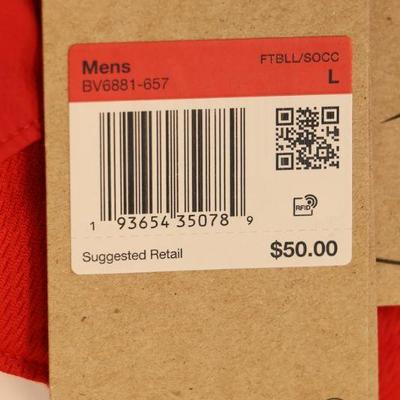 Mens FTBLL/SOCC
BV6881-657 L
1 93654 35078 9
RFID
Suggested Retail $50.00